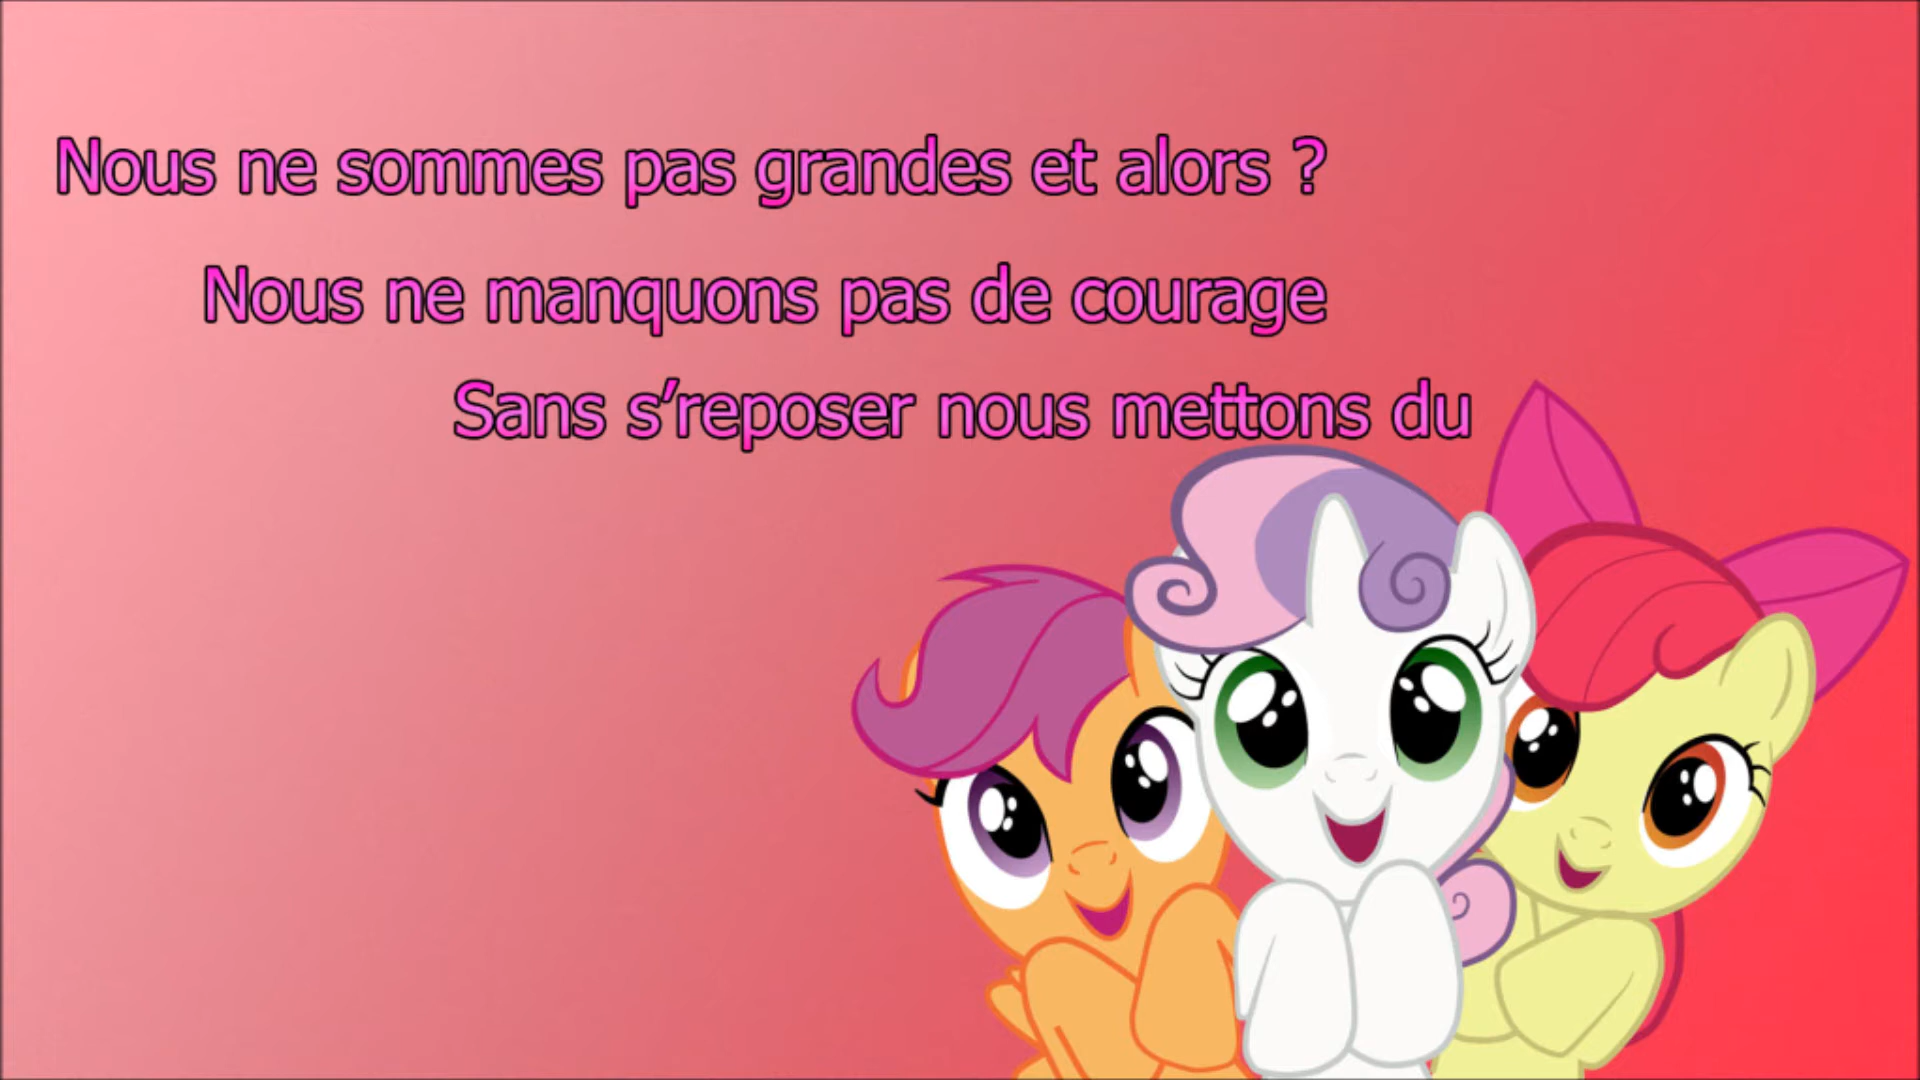 Nous ne sommes pas grandes et alors ?
Nous ne manquons pas de courage
Sans s’reposer nous mettons du